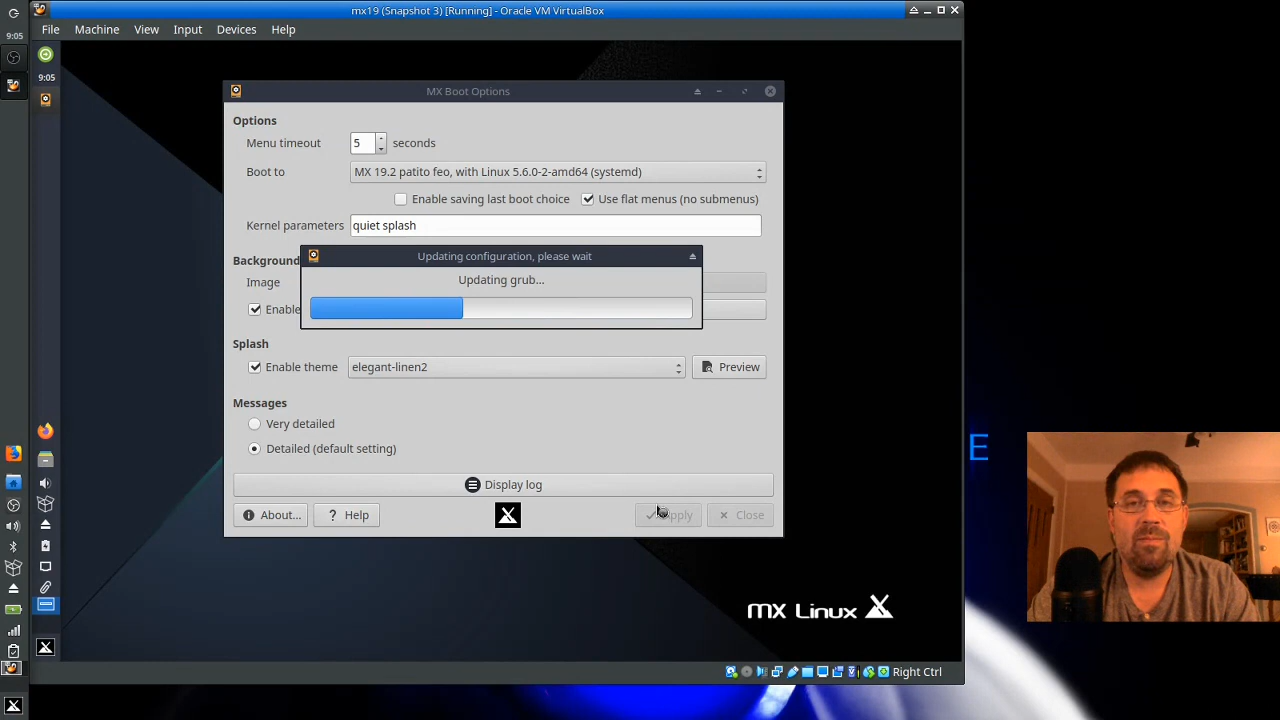 mx19 (Snapshot 3) [Running] - Oracle VM VirtualBox
9:05
File Machine View Input Devices Help
9:05
MX Boot Options
Options
Menu timeout 5 seconds
Boot to MX 19.2 patito feo, with Linux 5.6.0-2-amd64 (systemd)
Enable saving last boot choice Use flat menus (no submenus)
Kernel parameters quiet splash
Updating configuration, please wait
Background
Updating grub...
Image
Enable
Splash
Enable theme elegant-linen2 Preview
Messages
Very detailed
E
Detailed (default setting)
Display log
About... Help Apply Close
MX Linux
Right Ctrl